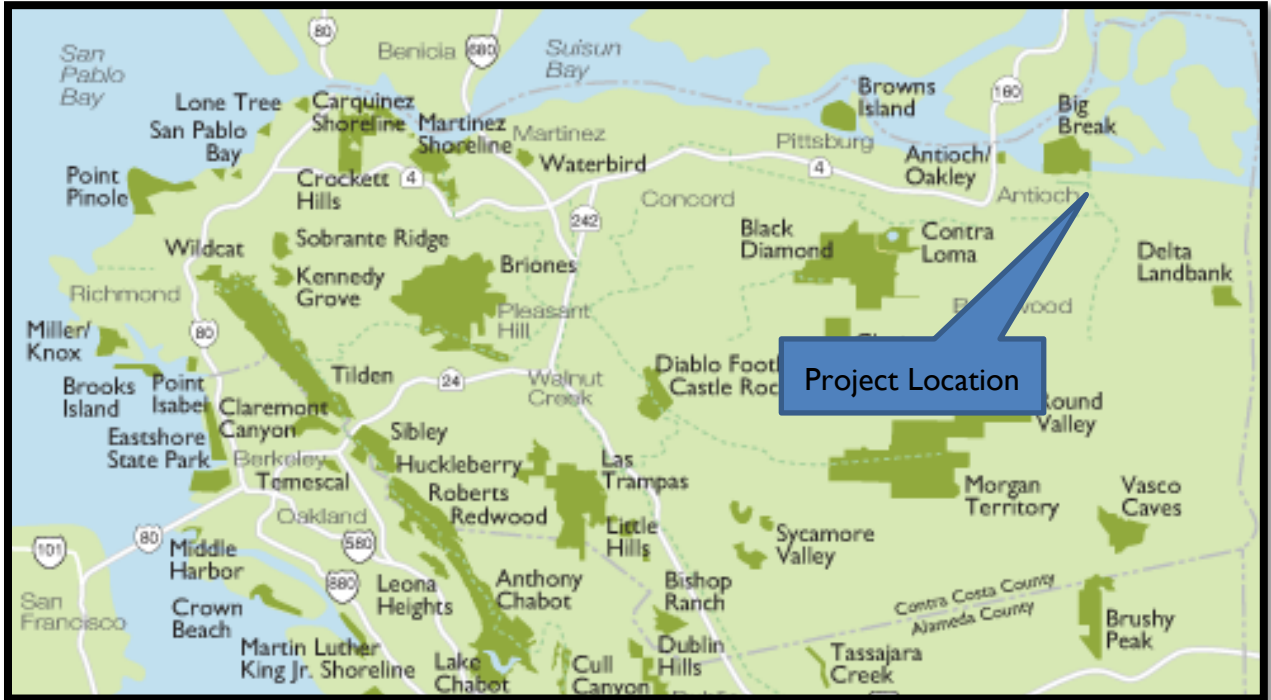 San
Pablo
Bay
80
Benicia
680
Suisun
Bay
Lone Tree
Carquinez
Shoreline
Martinez
Shoreline
Martinez
San Pablo
Bay
Waterbird
Browns
Island
160
Big
Break
Pittsburg
4
Antioch/
Oakley
Antioch
Point
Pinole
Crockett
Hills
4
242
Concord
Black
Diamond
Contra
Loma
Delta
Landbank
Wildcat
Sobrante Ridge
Kennedy
Grove
Briones
Richmond
Pleasant
Hill
Miller/
Knox
80
Project Location
Diablo
Castle
Round
Valley
Brooks
Island
Point
Isabel
Tilden
24
Walnut
Creek
Claremont
Canyon
Eastshore
State Park
Berkeley
Sibley
Huckleberry
Las
Trampas
Temescal
Roberts
Redwood
Morgan
Territory
Vasco
Caves
Oakland
580
Little
Hills
Sycamore
Valley
101
80
Middle
Harbor
880
Leona
Heights
Anthony
Chabot
Bishop
Ranch
Contra Costa County
Alameda County
San
Francisco
Crown
Beach
Brushy
Peak
Martin Luther
King Jr. Shoreline
Lake
Chabot
Cull
Canyon
Dublin
Hills
Tassajara
Creek